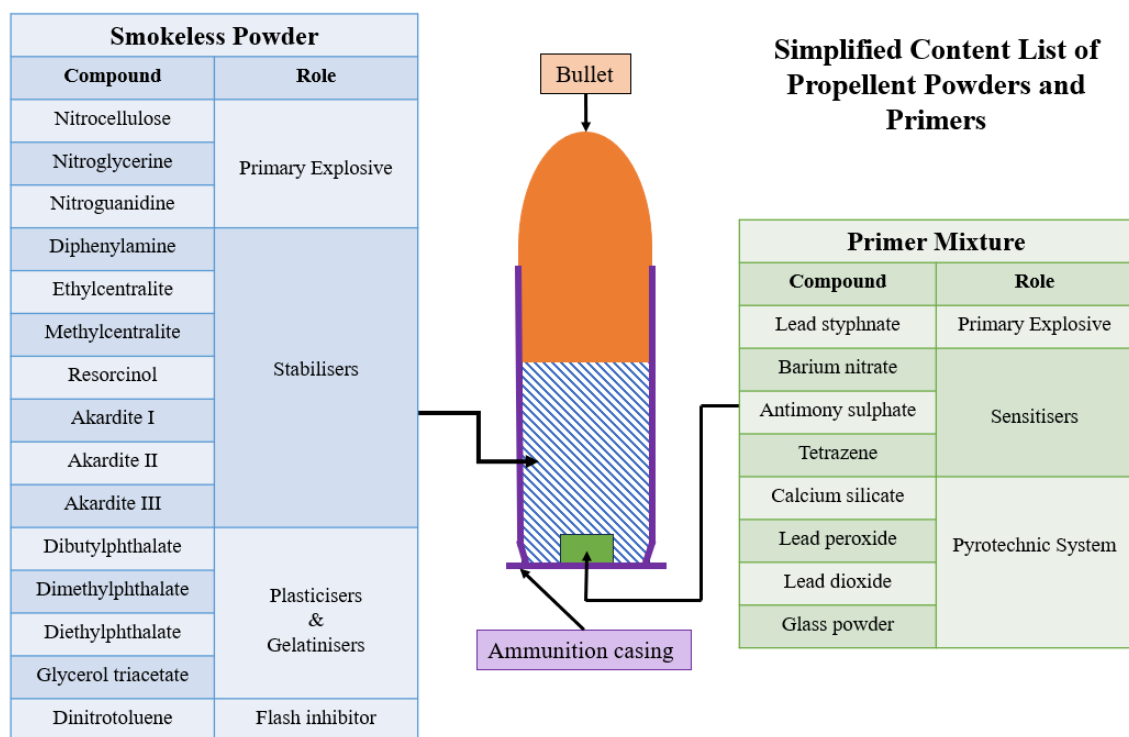 Smokeless Powder
Compound Role
Nitrocellulose
Nitroglycerine
Nitroguanidine
Primary Explosive
Diphenylamine
Ethylcentralite
Methylcentralite
Resorcinol
Akardite I
Akardite II
Akardite III
Stabilisers
Dibutylphthalate
Dimethylphthalate
Diethylphthalate
Glycerol triacetate
Plasticisers
&
Gelatinisers
Dinitrotoluene Flash inhibitor
Bullet
Ammunition casing
Simplified Content List of
Propellent Powders and
Primers
Primer Mixture
Compound Role
Lead styphnate Primary Explosive
Barium nitrate
Antimony sulphate
Tetrazene
Sensitisers
Calcium silicate
Lead peroxide
Lead dioxide
Glass powder
Pyrotechnic System